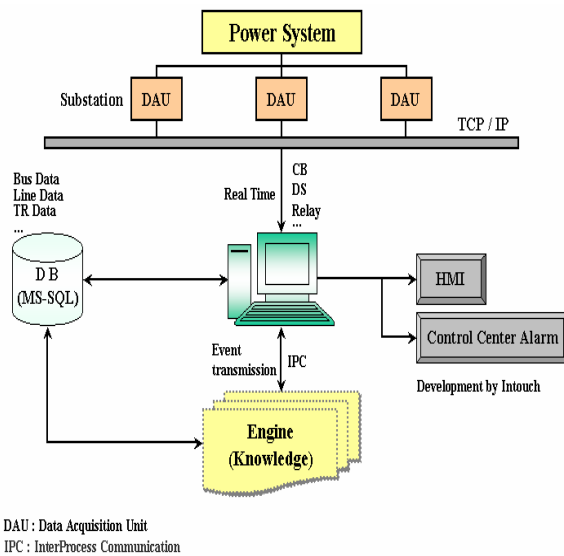 Power System
Substation
DAU
DAU
DAU
TCP / IP
Bus Data
Line Data
TR Data
...
Real Time
CB
DS
Relay
...
D B
(MS-SQL)
HMI
Control Center Alarm
Development by Intouch
Event
transmission
IPC
Engine
(Knowledge)
DAU : Data Acquisition Unit
IPC : InterProcess Communication